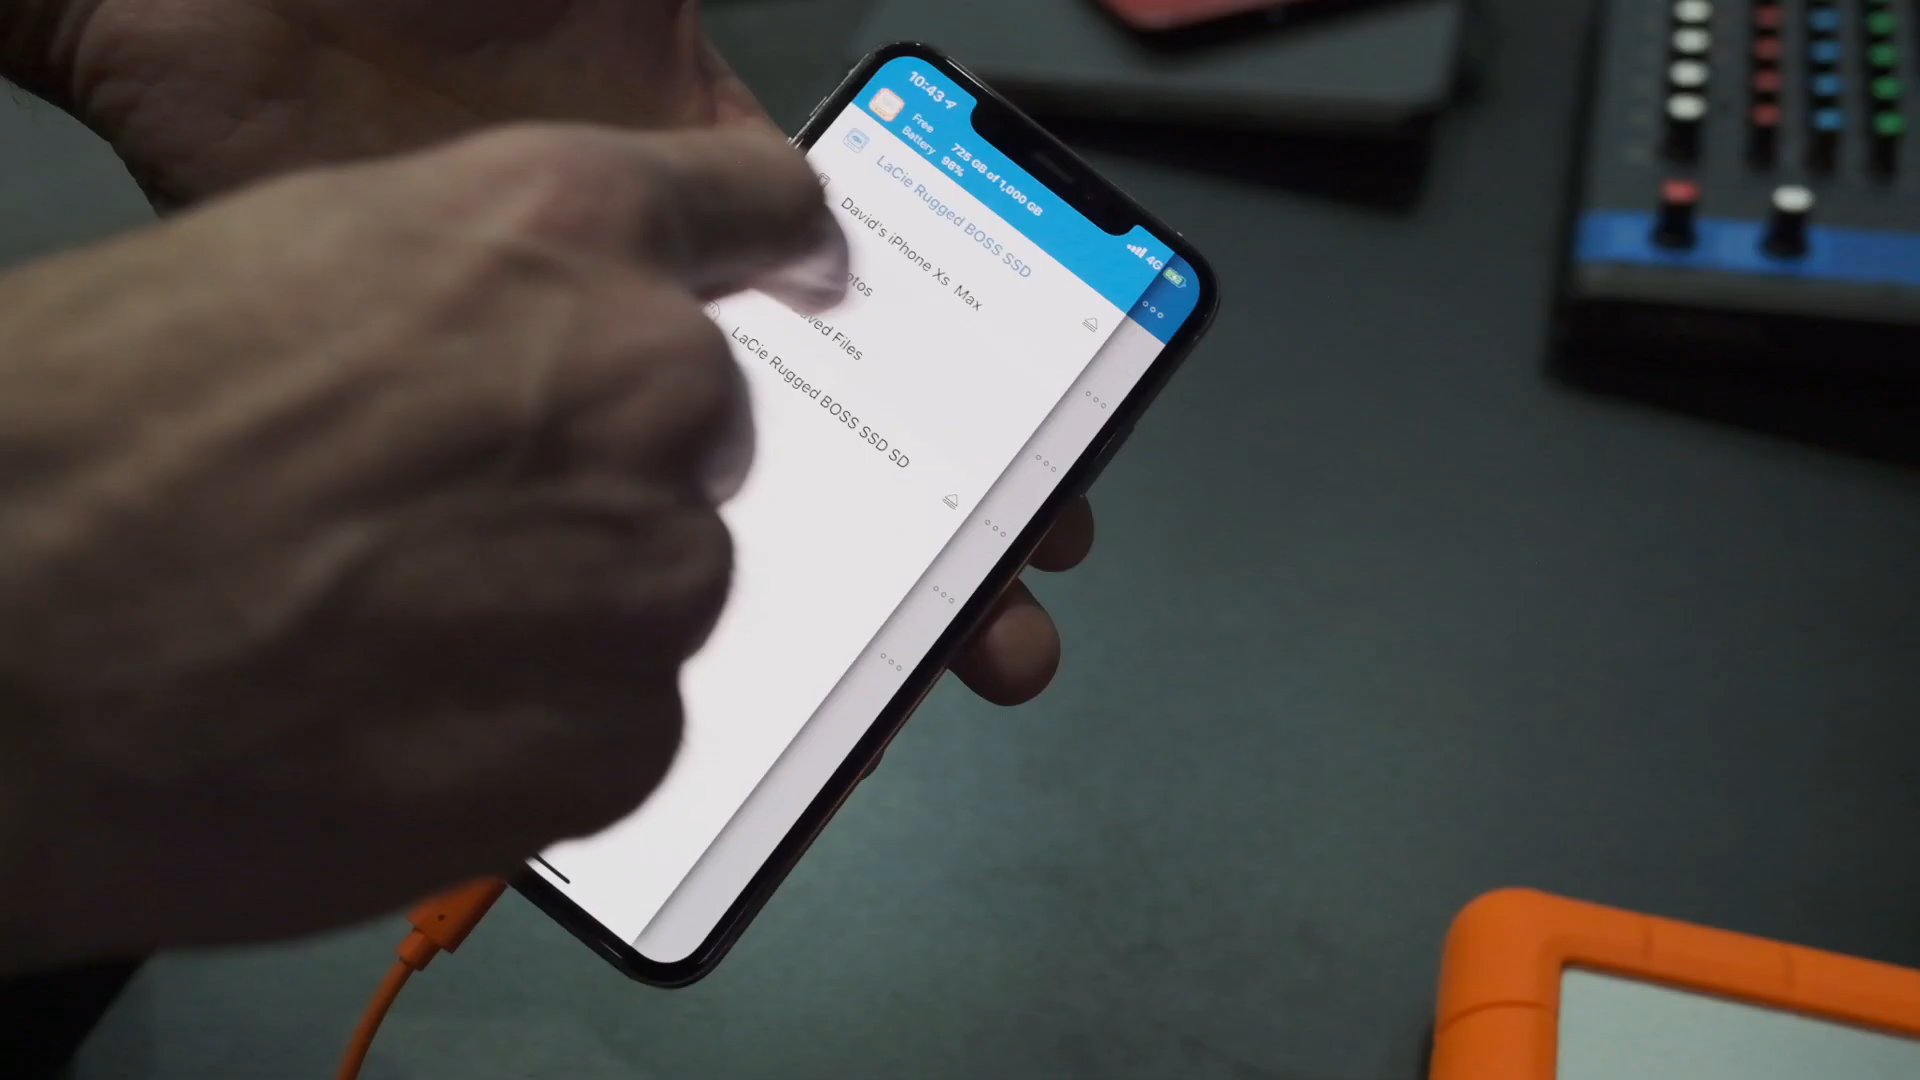 10:43
4G
Free 725 GB of 1,000 GB
Battery 98%
LaCie Rugged BOSS SSD
David's iPhone Xs Max
otos
aved Files
LaCie Rugged BOSS SSD SD